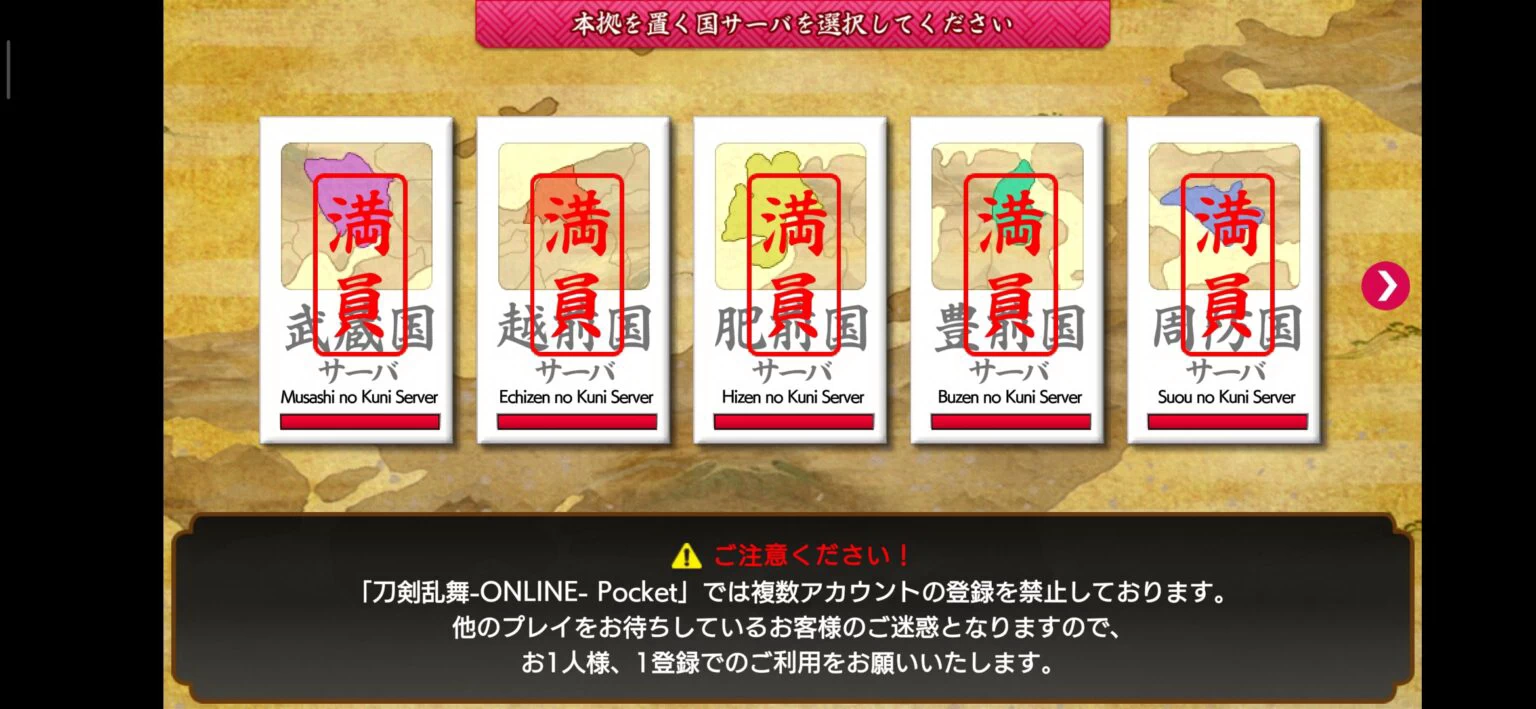 本拠を置く国サーバを選択してください
満員
武蔵国
サーバ
Musashi no Kuni Server
満員
越前国
サーバ
Echizen no Kuni Server
満員
肥前国
サーバ
Hizen no Kuni Server
満員
豊前国
サーバ
Buzen no Kuni Server
満員
周防国
サーバ
Suou no Kuni Server
ご注意ください！
「刀剣乱舞-ONLINE- Pocket」では複数アカウントの登録を禁止しております。
他のプレイをお待ちしているお客様のご迷惑となりますので、
お1人様、1登録でのご利用をお願いいたします。